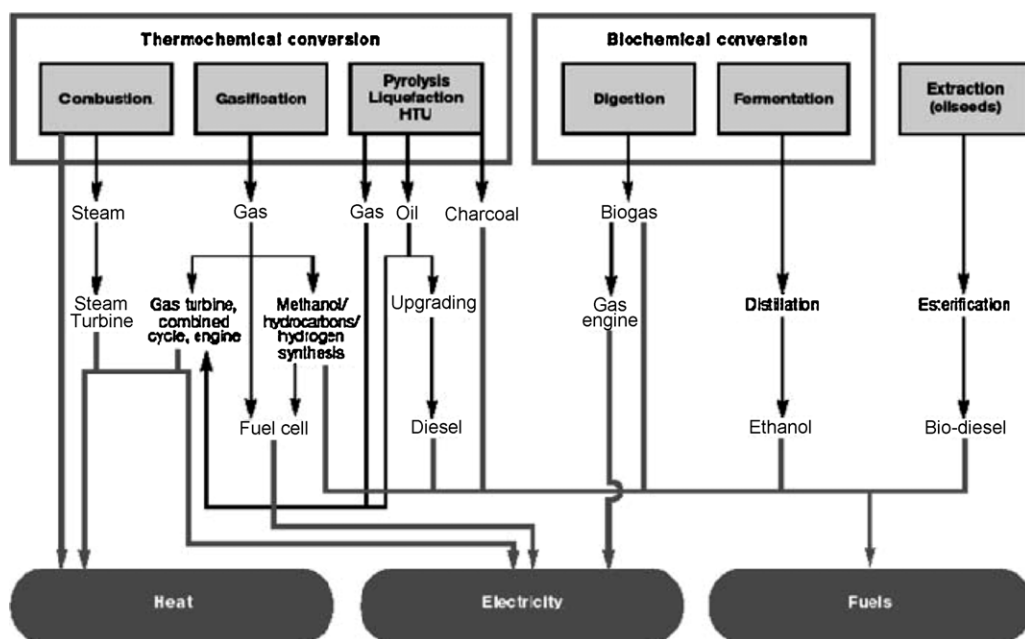 Thermochemical conversion
Biochemical conversion
Combustion
Gasification
Pyrolysis
Liquefaction
HTU
Digestion
Fermentation
Extraction
(oilseeds)
Steam
Gas
Gas
Oil
Charcoal
Biogas
Steam
Turbine
Gas turbine,
combined
cycle, engine
Methanol/
hydrocarbons/
hydrogen
synthesis
Upgrading
Gas
engine
Distillation
Esterification
Fuel cell
Diesel
Ethanol
Bio-diesel
Heat
Electricity
Fuels